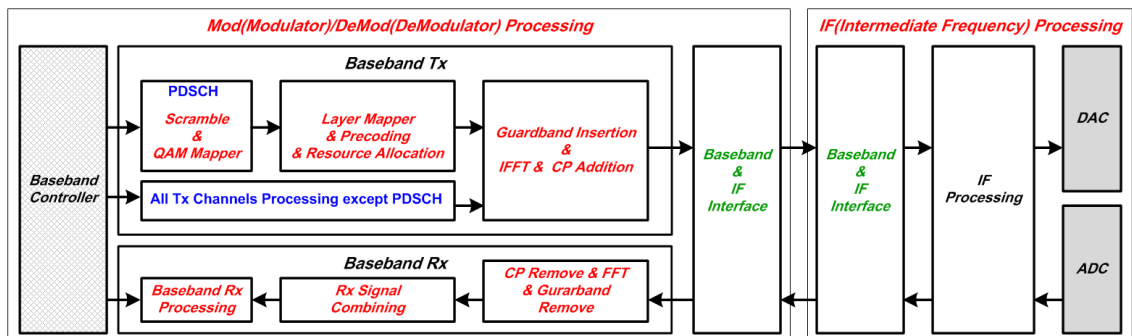 Mod(Modulator)/DeMod(DeModulator) Processing
IF(Intermediate Frequency) Processing
Baseband Tx
PDSCH
Scramble
&
QAM Mapper
Layer Mapper
& Precoding
& Resource Allocation
Guardband Insertion
&
IFFT & CP Addition
All Tx Channels Processing except PDSCH
Baseband
Controller
Baseband
&
IF
Interface
Baseband
&
IF
Interface
IF
Processing
DAC
ADC
Baseband Rx
Baseband Rx
Processing
Rx Signal
Combining
CP Remove & FFT
& Gurarband
Remove